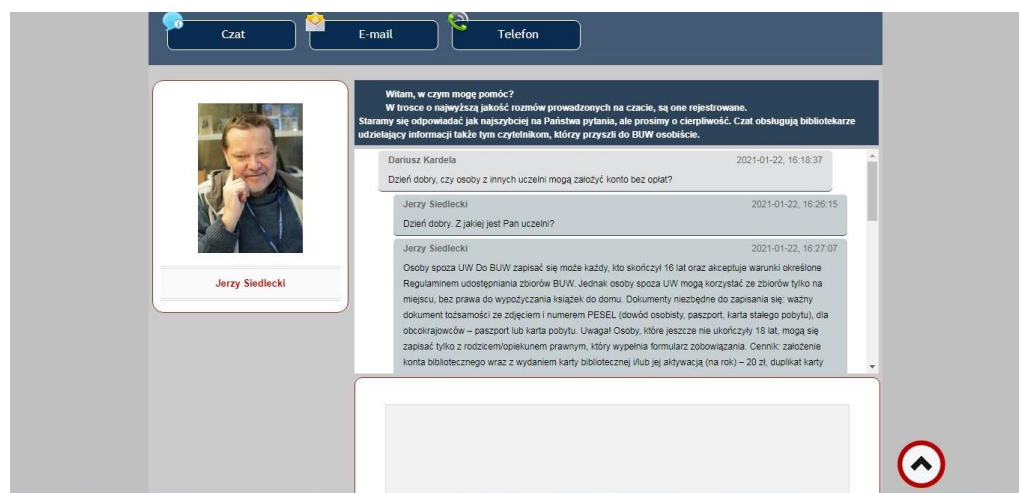 Czat
E-mail
Telefon
Witam, w czym mogę pomóc?
W trosce o najwyższą jakość rozmów prowadzonych na czacie, są one rejestrowane.
Staramy się odpowiadać jak najszybciej na Państwa pytania, ale prosimy o cierpliwość. Czat obsługują bibliotekarze
udzielający informacji także tym czytelnikom, którzy przyszli do BUW osobiście.
Jerzy Siedlecki
Dariusz Kardela 2021-01-22, 16:18:37
Dzień dobry, czy osoby z innych uczelni mogą założyć konto bez opłat?
Jerzy Siedlecki 2021-01-22, 16:26:15
Dzień dobry. Z jakiej jest Pan uczelni?
Jerzy Siedlecki 2021-01-22, 16:27:07
Osoby spoza UW Do BUW zapisać się może każdy, kto skończył 16 lat oraz akceptuje warunki określone
Regulaminem udostępniania zbiorów BUW. Jednak osoby spoza UW mogą korzystać ze zbiorów tylko na
miejscu, bez prawa do wypożyczania książek do domu. Dokumenty niezbędne do zapisania się: ważny
dokument tożsamości ze zdjęciem i numerem PESEL (dowód osobisty, paszport, karta stałego pobytu), dla
obcokrajowców – paszport lub karta pobytu. Uwaga! Osoby, które jeszcze nie ukończyły 18 lat, mogą się
zapisać tylko z rodzicem/opiekunem prawnym, który wypełnia formularz zobowiązania. Cennik: założenie
konta bibliotecznego wraz z wydaniem karty bibliotecznej i/lub jej aktywacją (na rok) – 20 zł, duplikat karty